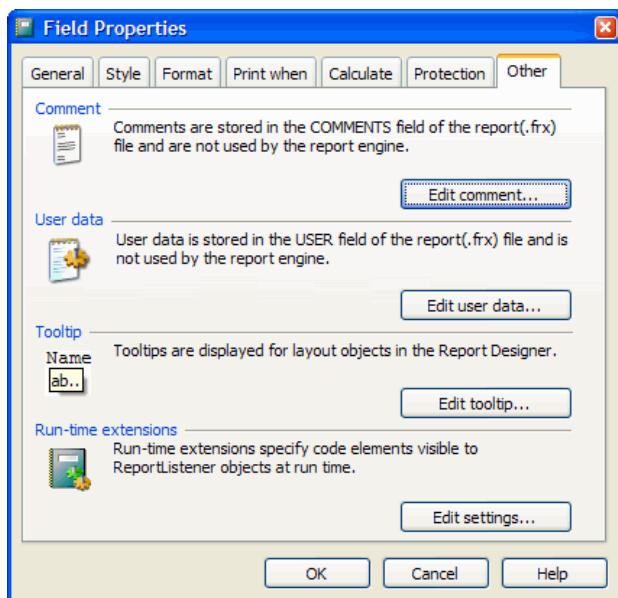 Field Properties
General Style Format Print when Calculate Protection Other
Comment
Comments are stored in the COMMENTS field of the report(.frx)
file and are not used by the report engine.
Edit comment...
User data
User data is stored in the USER field of the report(.frx) file and is
not used by the report engine.
Edit user data...
Tooltip
Name
ab..
Tooltips are displayed for layout objects in the Report Designer.
Edit tooltip...
Run-time extensions
Run-time extensions specify code elements visible to
ReportListener objects at run time.
Edit settings...
OK Cancel Help